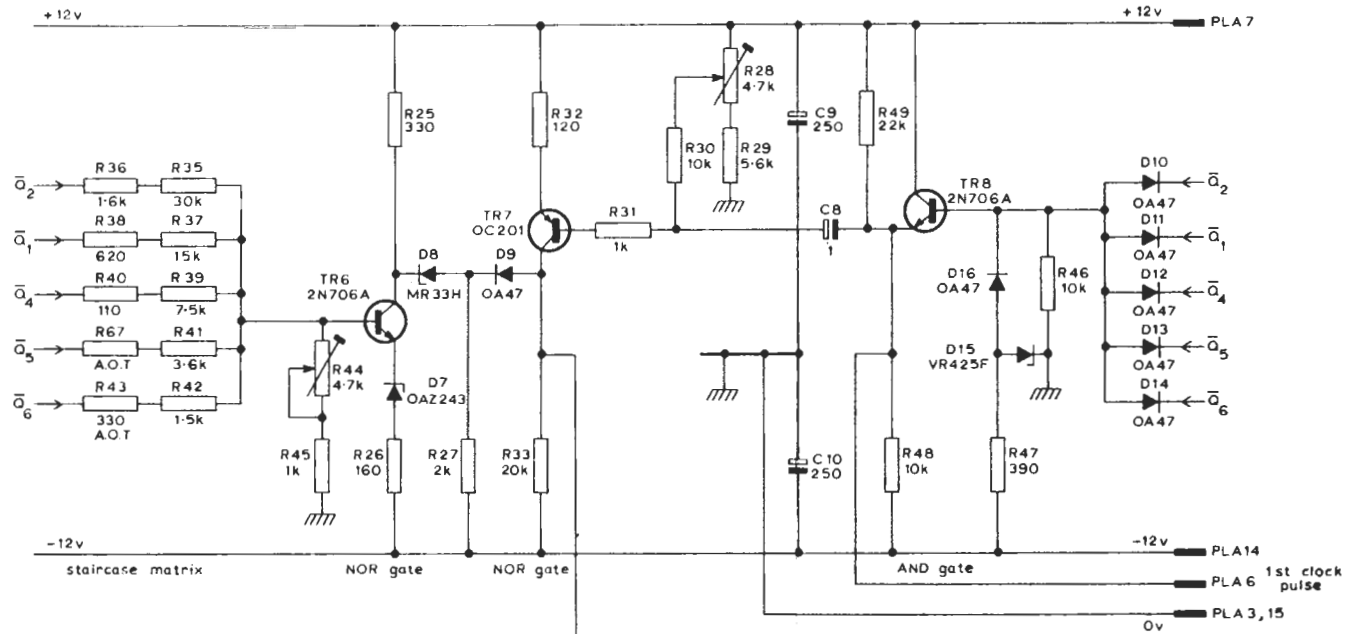 +12v
+12v
PLA 7
R28
4.7k
R25
330
R32
120
C9
250
R49
22k
R30
10k
R29
5.6k
D10
Q̅2
OA47
R36
1.6k
R35
30k
Q̅2
TR8
2N706A
TR7
OC201
R31
1k
C8
1
D11
Q̅1
OA47
R38
620
R37
15k
Q̅1
D8
MR33H
D9
OA47
D16
OA47
R46
10k
D12
Q̅4
OA47
R40
110
R39
7.5k
Q̅4
TR6
2N706A
R67
A.O.T
R41
3.6k
Q̅5
R44
4.7k
D15
VR425F
D13
Q̅5
OA47
D7
OAZ243
R43
330
A.O.T
R42
1.5k
Q̅6
D14
Q̅6
OA47
R45
1k
R26
160
R27
2k
R33
20k
C10
250
R48
10k
R47
390
-12v
-12v
PLA14
staircase matrix
NOR gate
NOR gate
AND gate
PLA 6
1st clock
pulse
PLA 3, 15
0v